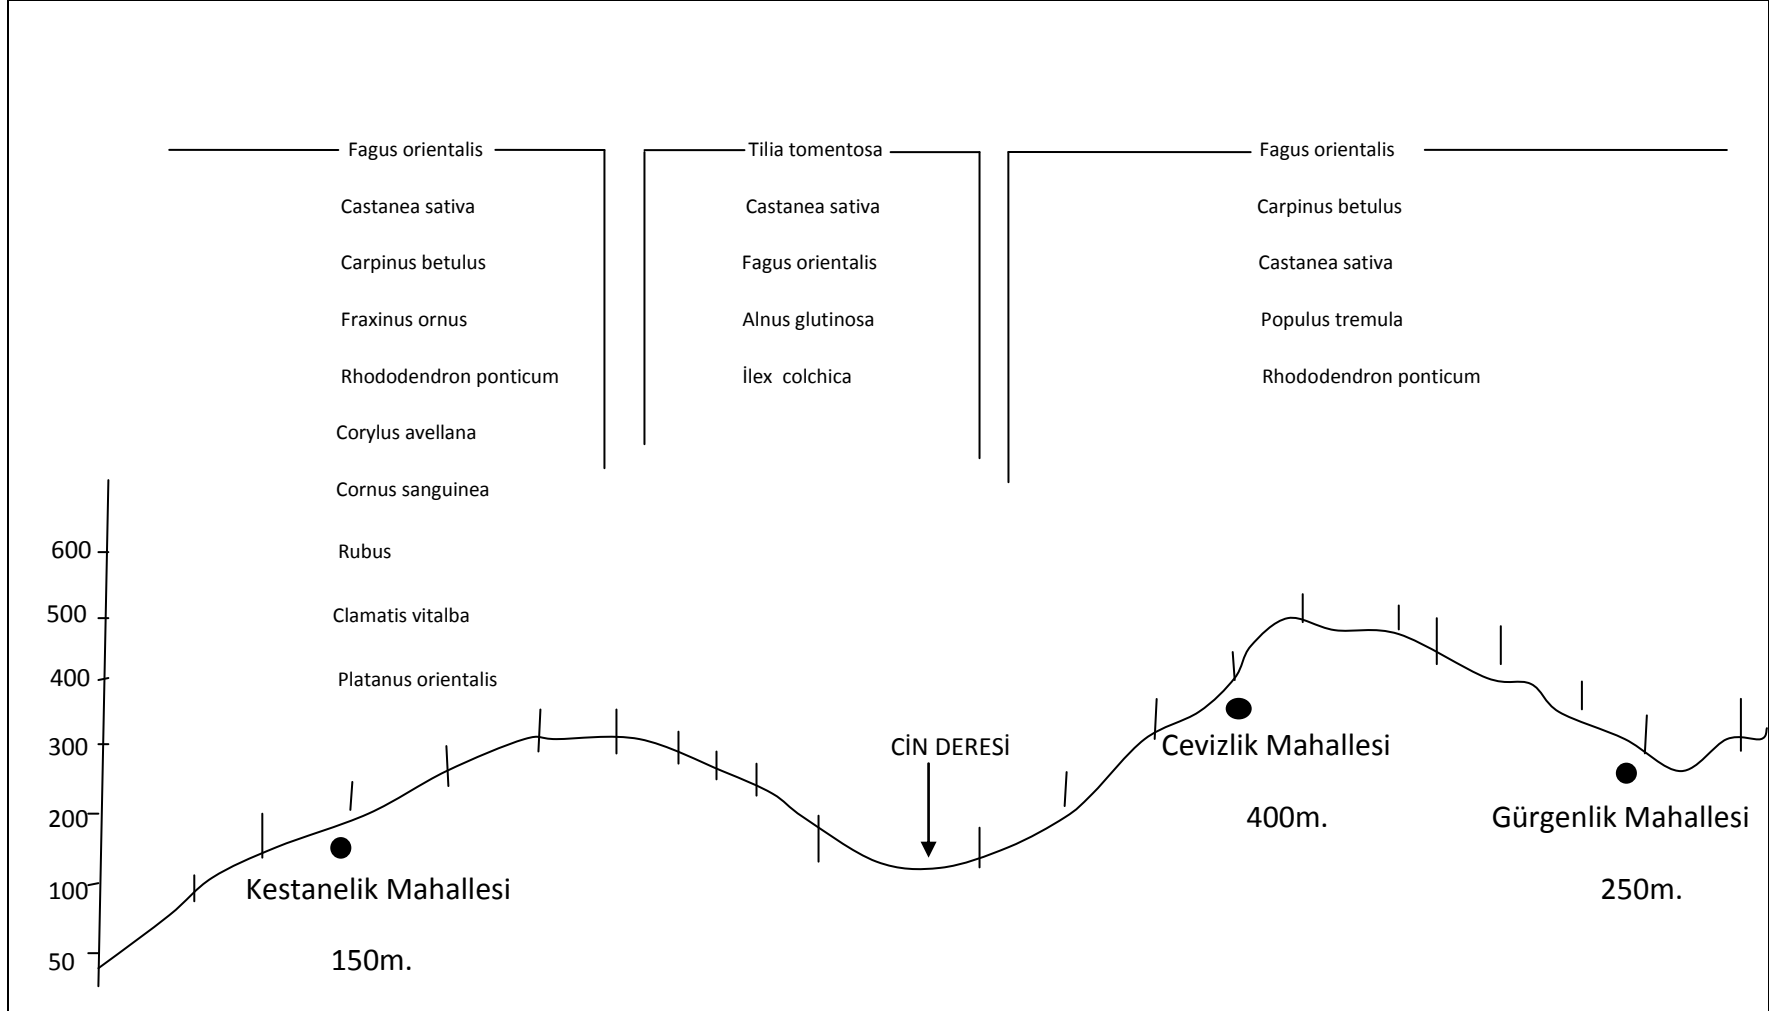 Fagus orientalis
Castanea sativa
Carpinus betulus
Fraxinus ornus
Rhododendron ponticum
Corylus avellana
Cornus sanguinea
Rubus
Clamatis vitalba
Platanus orientalis
Tilia tomentosa
Castanea sativa
Fagus orientalis
Alnus glutinosa
İlex colchica
Fagus orientalis
Carpinus betulus
Castanea sativa
Populus tremula
Rhododendron ponticum
600
500
400
300
200
100
50
Kestanelik Mahallesi
150m.
CİN DERESİ
Cevizlik Mahallesi
400m.
Gürgenlik Mahallesi
250m.